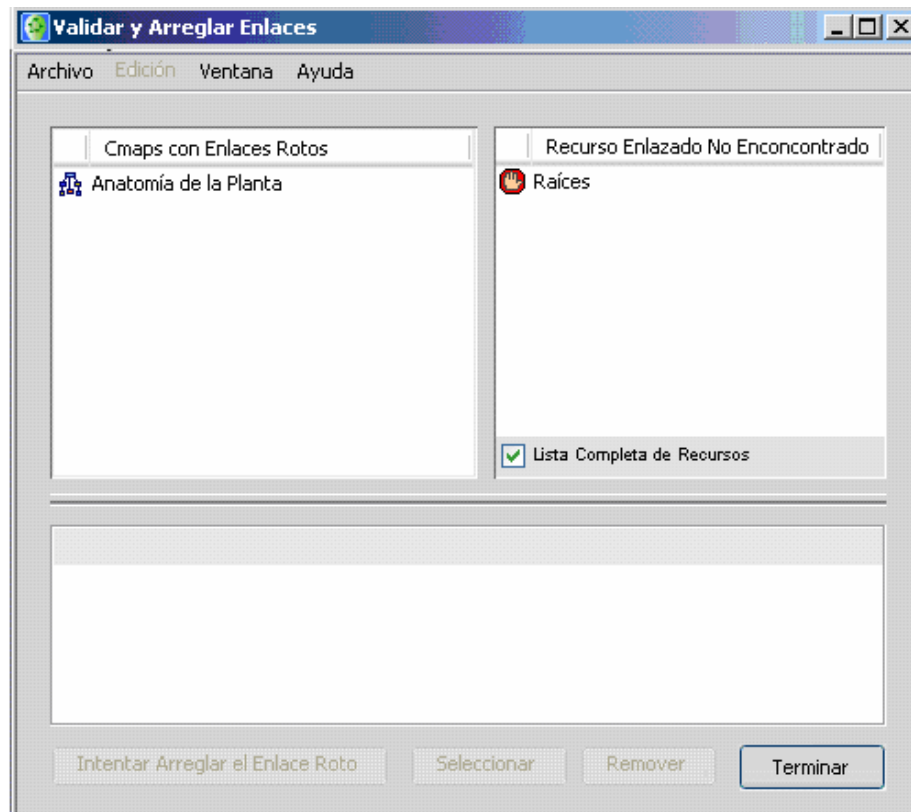 Validar y Arreglar Enlaces
Archivo Edición Ventana Ayuda
Cmaps con Enlaces Rotos
Anatomía de la Planta
Recurso Enlazado No Enconcontrado
Raíces
Lista Completa de Recursos
Intentar Arreglar el Enlace Roto Seleccionar Remover Terminar